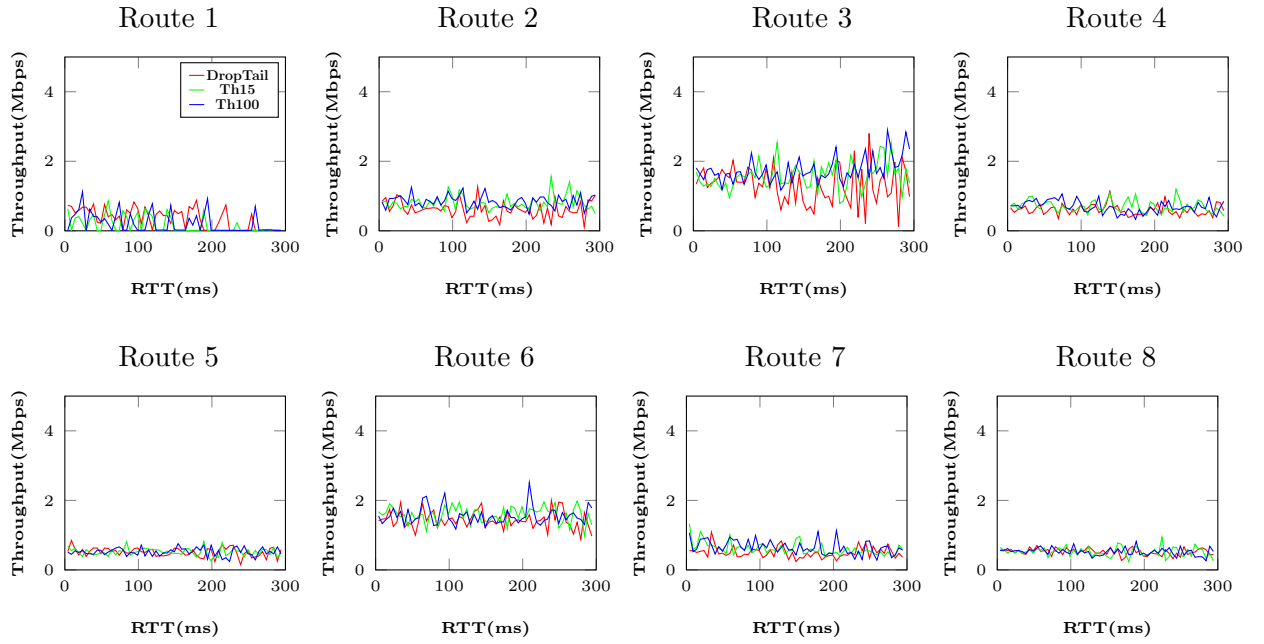 Route 1
Throughput(Mbps)
4
2
0
0
100
200
300
RTT(ms)
DropTail
Th15
Th100
Route 2
Throughput(Mbps)
4
2
0
0
100
200
300
RTT(ms)
Route 3
Throughput(Mbps)
4
2
0
0
100
200
300
RTT(ms)
Route 4
Throughput(Mbps)
4
2
0
0
100
200
300
RTT(ms)
Route 5
Throughput(Mbps)
4
2
0
0
100
200
300
RTT(ms)
Route 6
Throughput(Mbps)
4
2
0
0
100
200
300
RTT(ms)
Route 7
Throughput(Mbps)
4
2
0
0
100
200
300
RTT(ms)
Route 8
Throughput(Mbps)
4
2
0
0
100
200
300
RTT(ms)